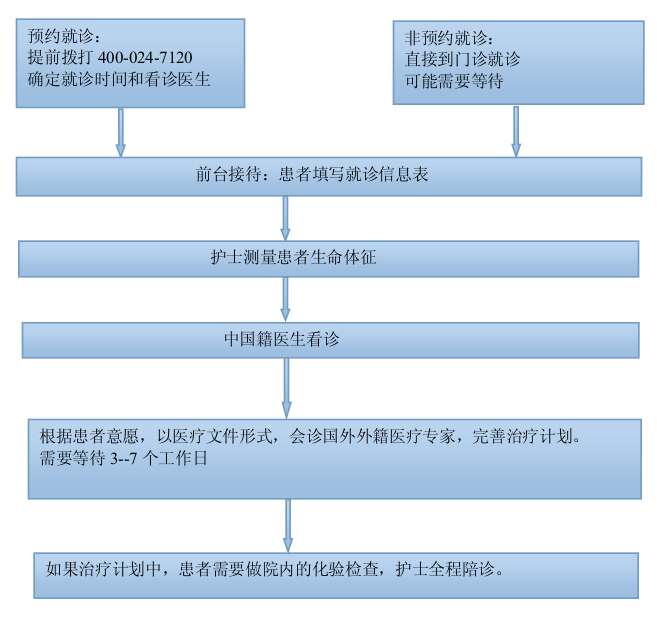 预约就诊：
提前拨打 400-024-7120
确定就诊时间和看诊医生
非预约就诊：
直接到门诊就诊
可能需要等待
前台接待：患者填写就诊信息表
护士测量患者生命体征
中国籍医生看诊
根据患者意愿，以医疗文件形式，会诊国外外籍医疗专家，完善治疗计划。
需要等待 3--7 个工作日
如果治疗计划中，患者需要做院内的化验检查，护士全程陪诊。